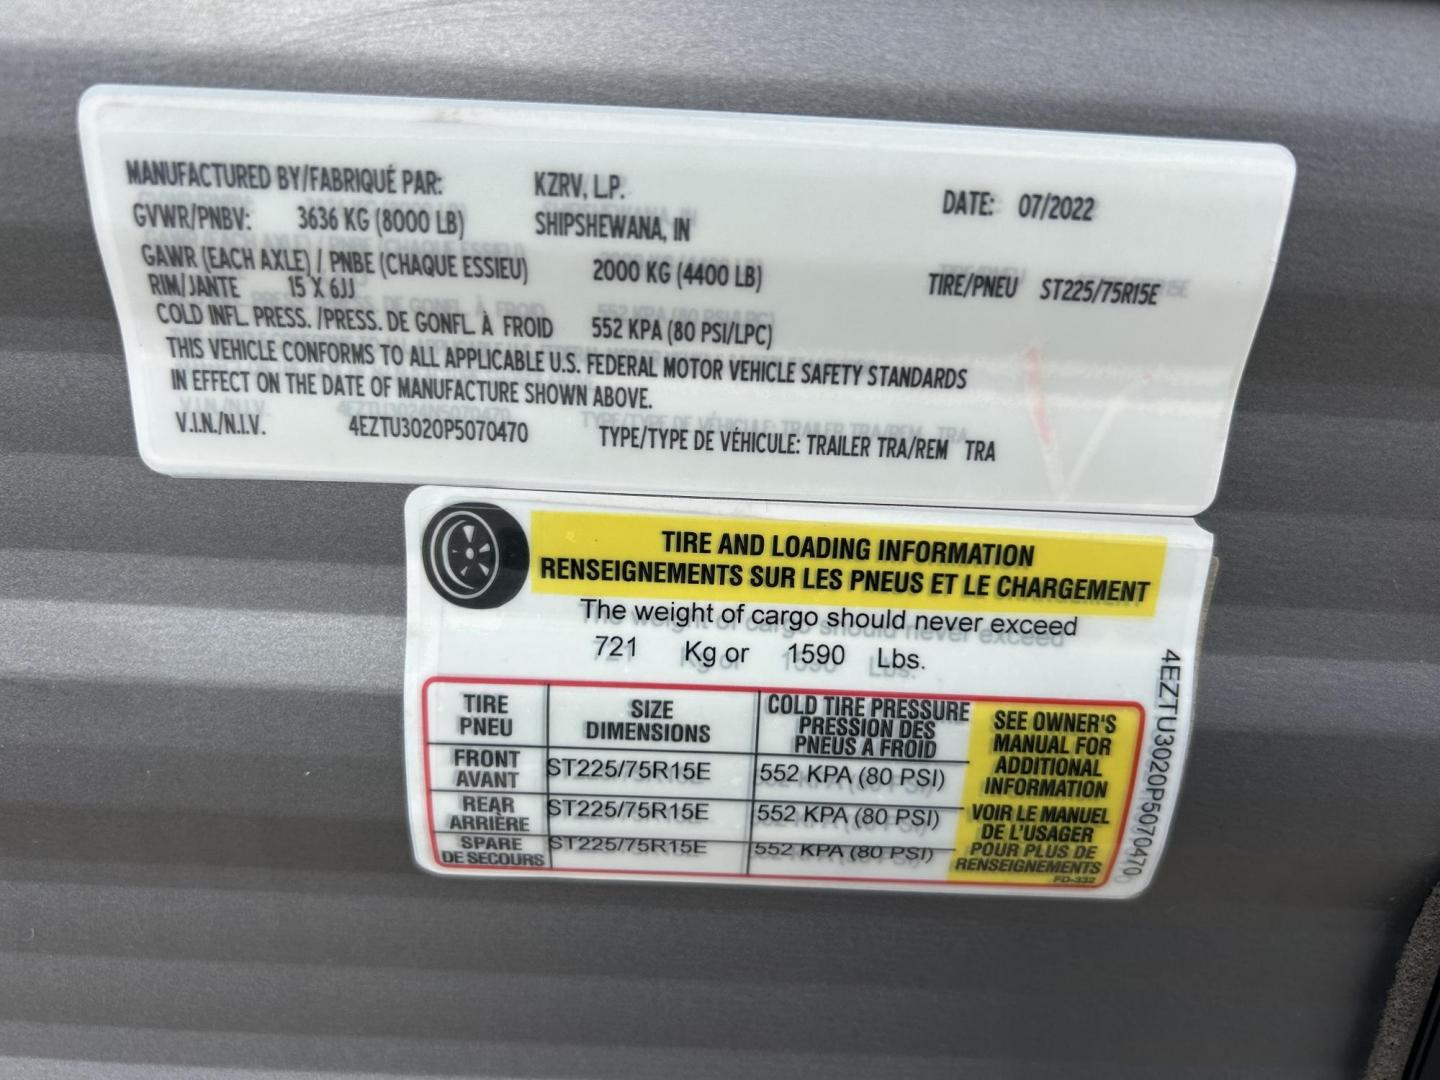 MANUFACTURED BY/FABRIQUÉ PAR: KZRV, L.P. DATE: 07/2022
GVWR/PNBV: 3636 KG (8000 LB) SHIPSHEWANA, IN
GAWR (EACH AXLE) / PNBE (CHAQUE ESSIEU) 2000 KG (4400 LB) TIRE/PNEU ST225/75R15E
RIM/JANTE 15 X 6JJ
COLD INFL. PRESS. /PRESS. DE GONFL. À FROID 552 KPA (80 PSI/LPC)
THIS VEHICLE CONFORMS TO ALL APPLICABLE U.S. FEDERAL MOTOR VEHICLE SAFETY STANDARDS
IN EFFECT ON THE DATE OF MANUFACTURE SHOWN ABOVE.
V.I.N./N.I.V. 4EZTU3020P5070470 TYPE/TYPE DE VÉHICULE: TRAILER TRA/REM TRA
TIRE AND LOADING INFORMATION
RENSEIGNEMENTS SUR LES PNEUS ET LE CHARGEMENT
The weight of cargo should never exceed
721 Kg or 1590 Lbs.
TIRE
PNEU
SIZE
DIMENSIONS
COLD TIRE PRESSURE
PRESSION DES
PNEUS A FROID
FRONT
AVANT
ST225/75R15E
552 KPA (80 PSI)
REAR
ARRIÈRE
ST225/75R15E
552 KPA (80 PSI)
SPARE
DE SECOURS
ST225/75R15E
552 KPA (80 PSI)
SEE OWNER'S
MANUAL FOR
ADDITIONAL
INFORMATION
VOIR LE MANUEL
DE L'USAGER
POUR PLUS DE
RENSEIGNEMENTS
FD-332
4EZTU3020P5070470